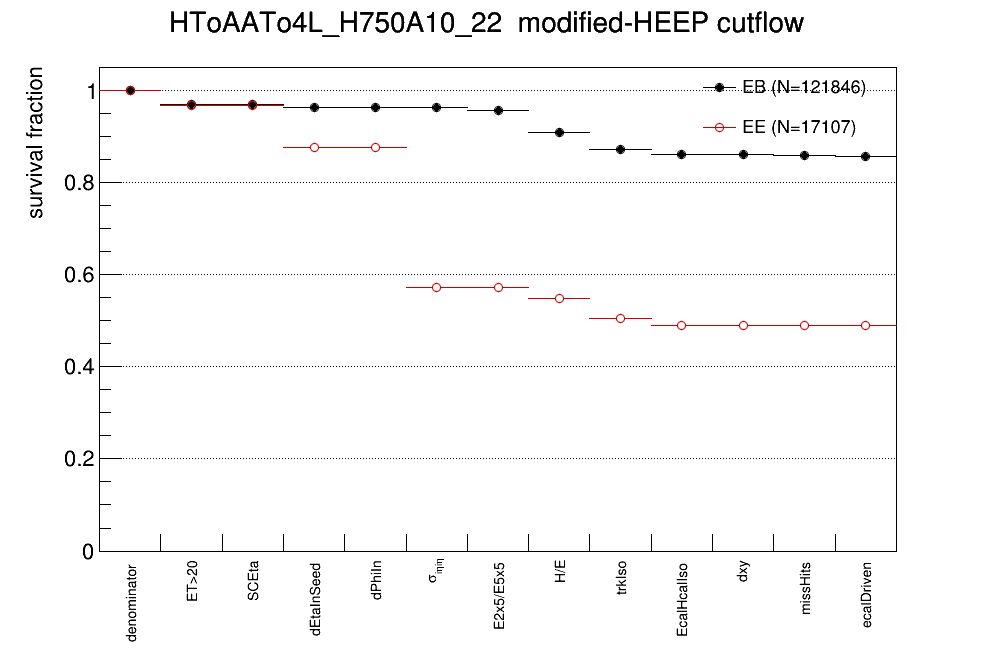 HToAATo4L_H750A10_22 modified-HEEP cutflow
survival fraction
1
0.8
0.6
0.4
0.2
0
EB (N=121846)
EE (N=17107)
denominator
ET>20
SCEta
dEtaInSeed
dPhiIn
σiηiη
E2x5/E5x5
H/E
trkIso
EcalHcalIso
dxy
missHits
ecalDriven